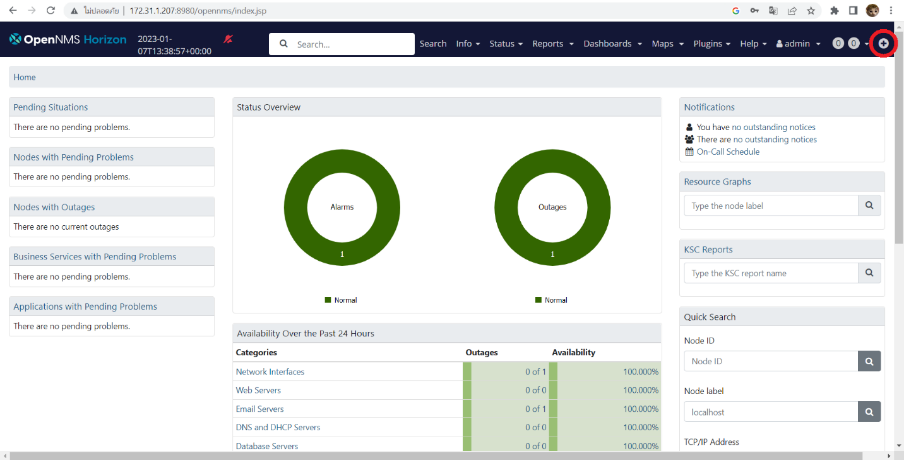 ไม่ปลอดภัย | 172.31.1.207:8980/opennms/index.jsp
OpenNMS Horizon
2023-01-
07T13:38:57+00:00
Search...
Search Info Status Reports Dashboards Maps Plugins Help admin 0 0
Home
Pending Situations
There are no pending problems.
Nodes with Pending Problems
There are no pending problems.
Nodes with Outages
There are no current outages
Business Services with Pending Problems
There are no pending problems.
Applications with Pending Problems
There are no pending problems.
Status Overview
Alarms
1
Normal
Outages
1
Normal
Availability Over the Past 24 Hours
Categories Outages Availability
Network Interfaces 0 of 1 100.000%
Web Servers 0 of 0 100.000%
Email Servers 0 of 1 100.000%
DNS and DHCP Servers 0 of 0 100.000%
Database Servers 0 of 0 100.000%
Notifications
You have no outstanding notices
There are no outstanding notices
On-Call Schedule
Resource Graphs
Type the node label
KSC Reports
Type the KSC report name
Quick Search
Node ID
Node ID
Node label
localhost
TCP/IP Address